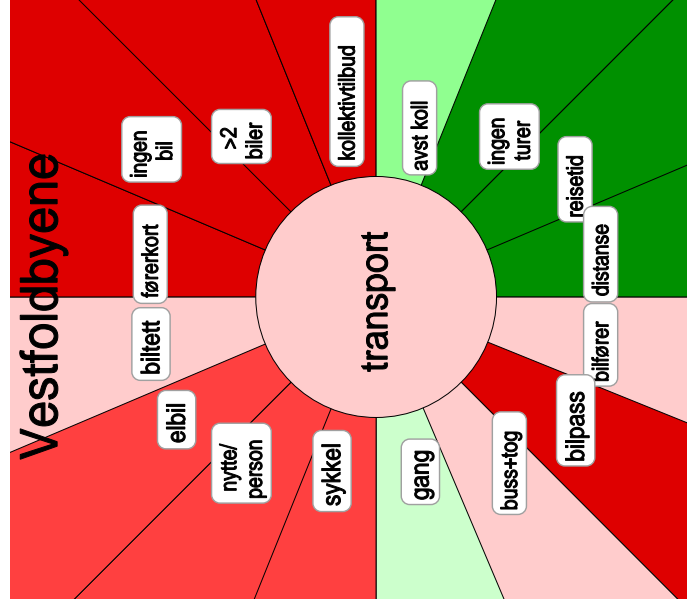 Vestfoldbyene
førerkort
ingen
bil
>2
biler
kollektivtilbud
avst koll
ingen
turer
reisetid
distanse
bilfører
bilpass
buss+tog
gang
sykkel
nytte/
person
elbil
biltett
transport